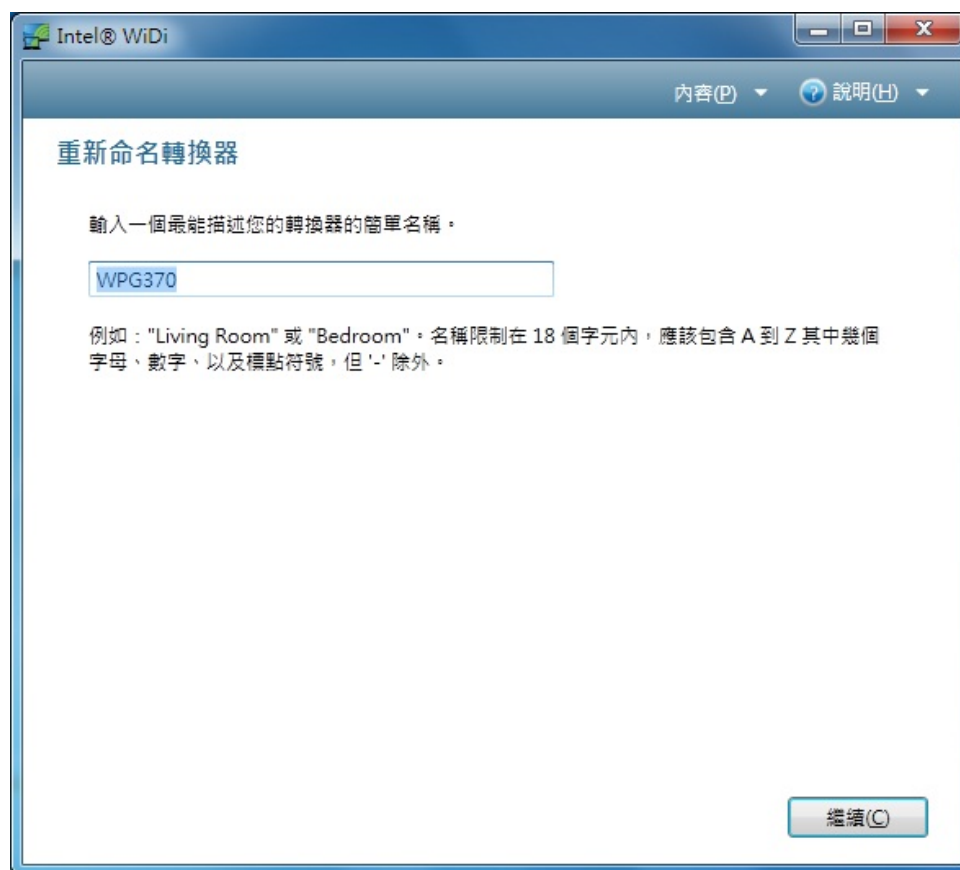 Intel® WiDi
內容(P) 說明(H)
重新命名轉換器
輸入一個最能描述您的轉換器的簡單名稱。
WPG370
例如："Living Room" 或 "Bedroom"。名稱限制在 18 個字元內，應該包含 A 到 Z 其中幾個
字母、數字、以及標點符號，但 '-' 除外。
繼續(C)